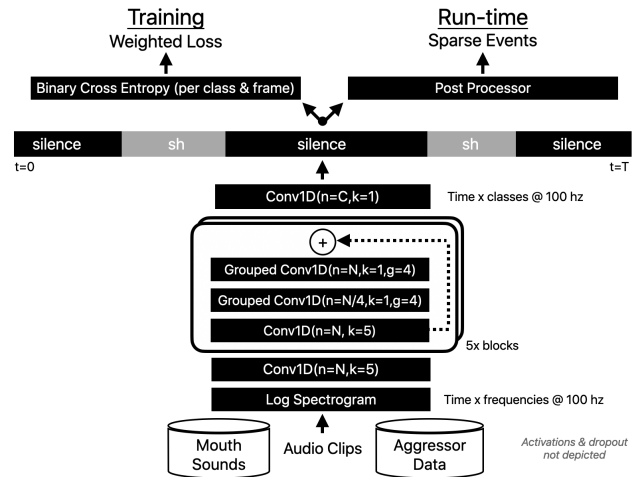 Training
Run-time
Weighted Loss
Sparse Events
Binary Cross Entropy (per class & frame)
Post Processor
silence
sh
silence
sh
silence
t=0
t=T
Conv1D(n=C,k=1)
Time x classes @ 100 hz
+
Grouped Conv1D(n=N,k=1,g=4)
Grouped Conv1D(n=N/4,k=1,g=4)
Conv1D(n=N, k=5)
5x blocks
Conv1D(n=N,k=5)
Log Spectrogram
Time x frequencies @ 100 hz
Mouth
Sounds
Audio Clips
Aggressor
Data
Activations & dropout
not depicted